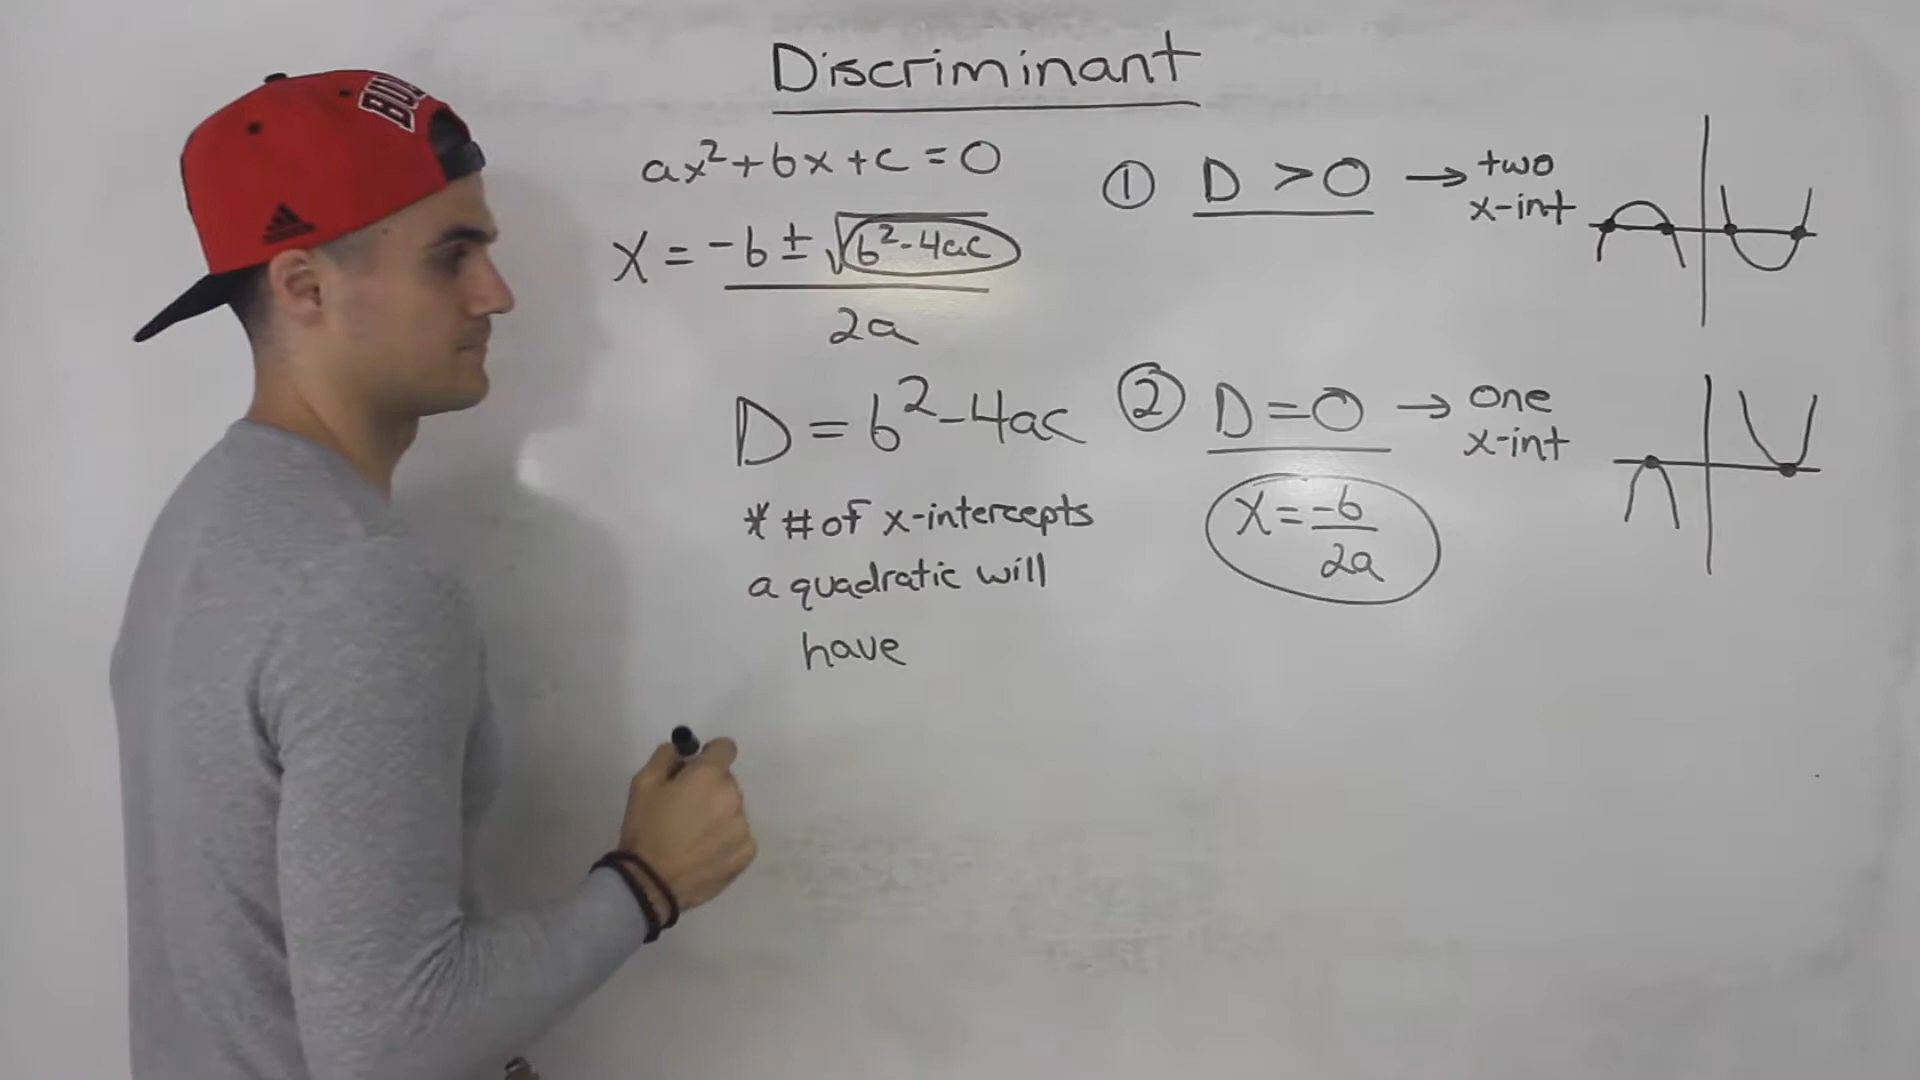 Discriminant
ax²+bx+c=0
x = -b ± √b²-4ac
2a
D=b²-4ac
* # of x-intercepts
a quadratic will
have
① D >0 → two
x-int
② D=0 → one
x-int
x=-b
2a